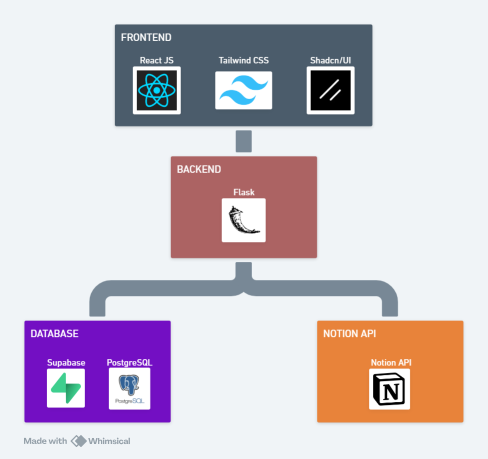 FRONTEND
React JS
Tailwind CSS
Shadcn/UI
BACKEND
Flask
DATABASE
Supabase
PostgreSQL
PostgreSQL
NOTION API
Notion API
N
Made with Whimsical